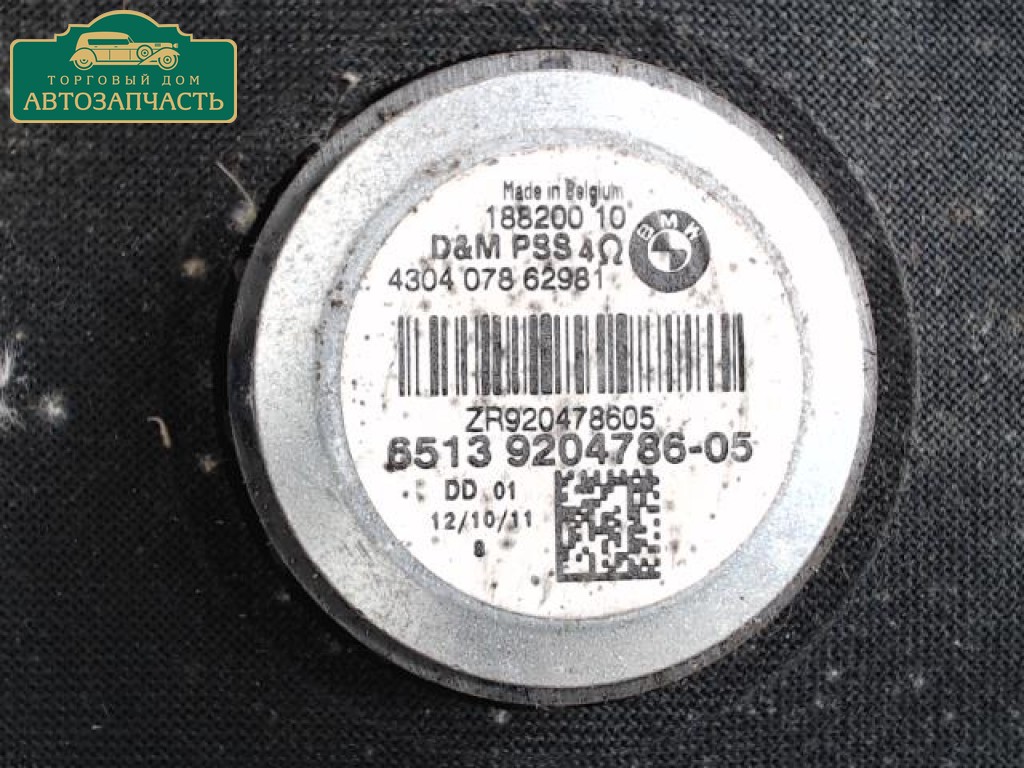 ТОРГОВЫЙ ДОМ
АВТОЗАПЧАСТЬ
Made in Belgium
188200 10
D&M PSS 4Ω
BMW
4304 078 62981
ZR920478605
6513 9204786-05
DD 01
12/10/11
8